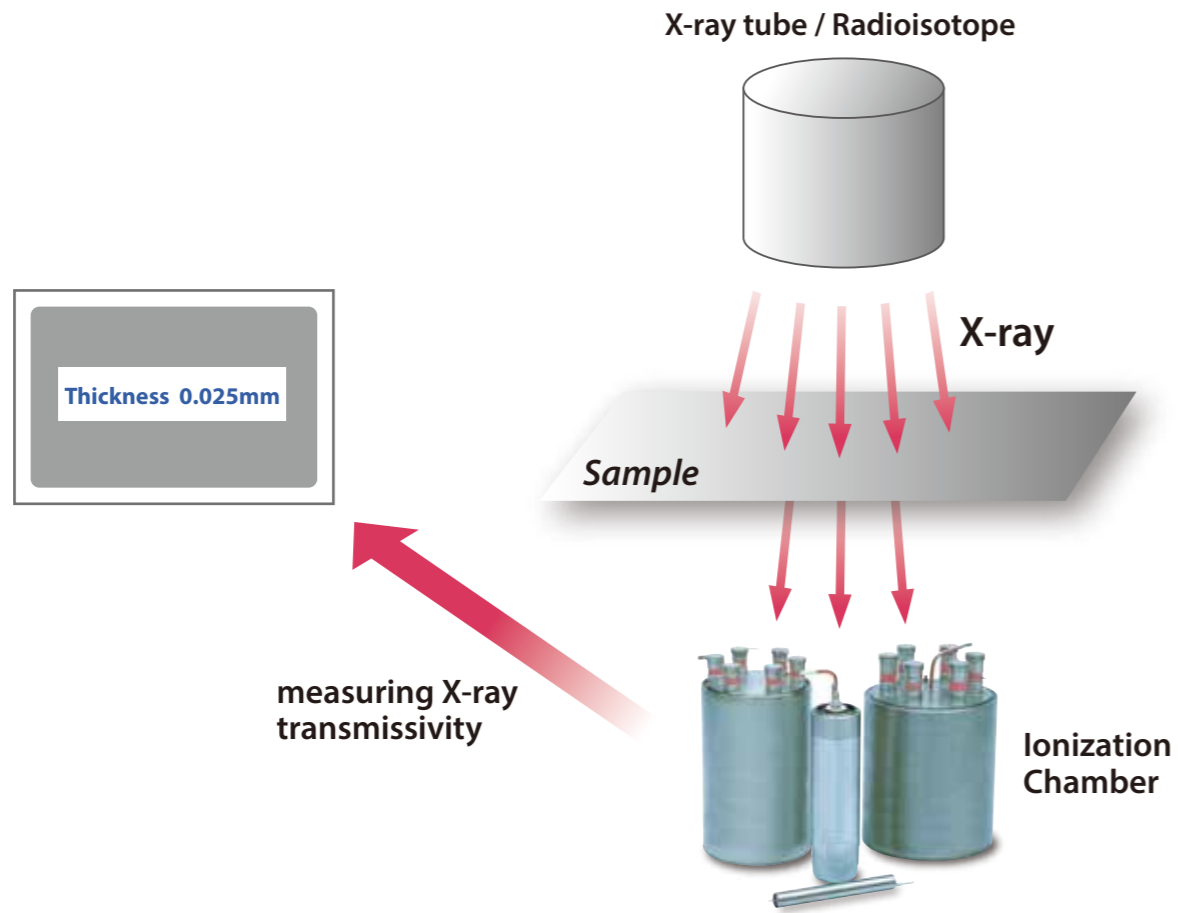 X-ray tube / Radioisotope
X-ray
Thickness 0.025mm
Sample
measuring X-ray
transmissivity
Ionization
Chamber